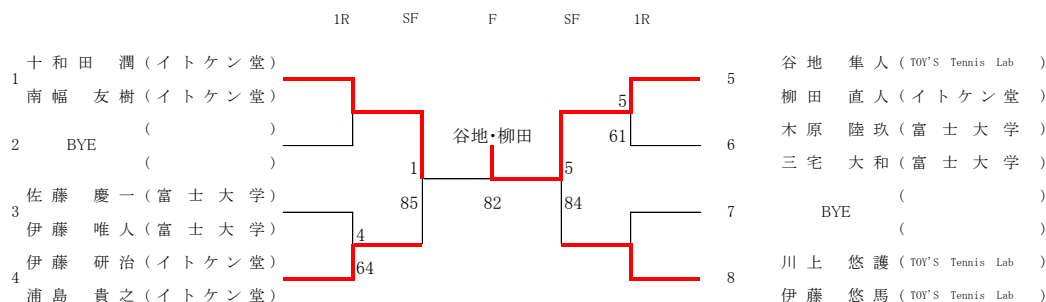 1R SF F SF 1R
1 十和田 潤(イトケン堂)
南幅 友樹(イトケン堂)
2 BYE ( )
( )
3 佐藤 慶一(富士大学)
伊藤 唯人(富士大学)
4 伊藤 研治(イトケン堂)
浦島 貴之(イトケン堂)
1
85
4
64
谷地・柳田
82
5
84
5
61
5 谷地 隼人(TOY'S Tennis Lab )
柳田 直人(イトケン堂 )
6 木原 陸玖(富士大学 )
三宅 大和(富士大学 )
7 BYE ( )
( )
8 川上 悠護(TOY'S Tennis Lab )
伊藤 悠馬(TOY'S Tennis Lab )